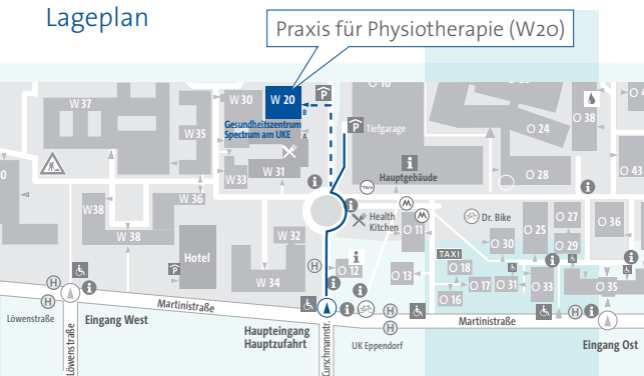 Lageplan
Praxis für Physiotherapie (W20)
W 30
W 20
P
O 10
O 38
W 37
Gesundheitszentrum
Spectrum am UKE
B
A
W 35
P
Tiefgarage
O 24
i
Hauptgebäude
W 31
W 33
O 28
O 43
W38
W 36
i
i
TAXI
i
Health
Kitchen
Dr. Bike
O 27
O 36
O 25
O 11
W 38
W 32
O 30
O 29
Hotel
H
i
O 12
TAXI
O 18
O 13
O 17
O 31
O 33
O 35
i
i
P
W 34
O 16
H
H
i
Martinistraße
i
i
H
H
Martinistraße
H
i
Löwenstraße
Eingang West
Löwenstraße
Haupteingang
Hauptzufahrt
Curschmannstr.
UK Eppendorf
Eingang Ost